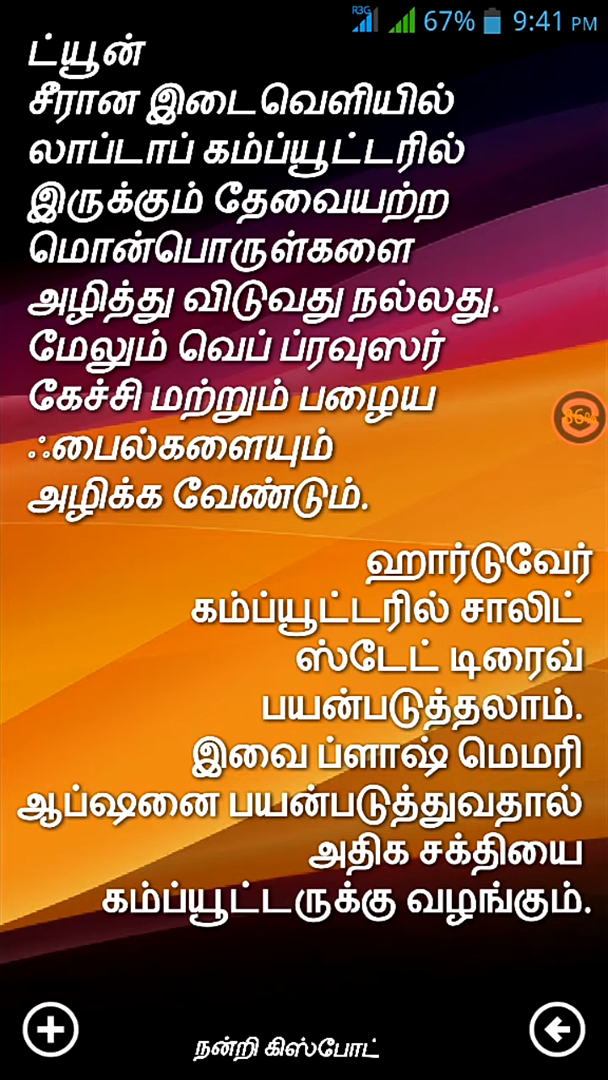 R3G 67% 9:41 PM
ட்யூன்
சீரான இடைவெளியில்
லாப்டாப் கம்ப்யூட்டரில்
இருக்கும் தேவையற்ற
மொன்பொருள்களை
அழித்து விடுவது நல்லது.
மேலும் வெப் ப்ரவுஸர்
கேச்சி மற்றும் பழைய
ஃபைல்களையும்
அழிக்க வேண்டும்.
86%
ஹார்டுவேர்
கம்ப்யூட்டரில் சாலிட்
ஸ்டேட் டிரைவ்
பயன்படுத்தலாம்.
இவை ப்ளாஷ் மெமரி
ஆப்ஷனை பயன்படுத்துவதால்
அதிக சக்தியை
கம்ப்யூட்டருக்கு வழங்கும்.
நன்றி கிஸ்போட்